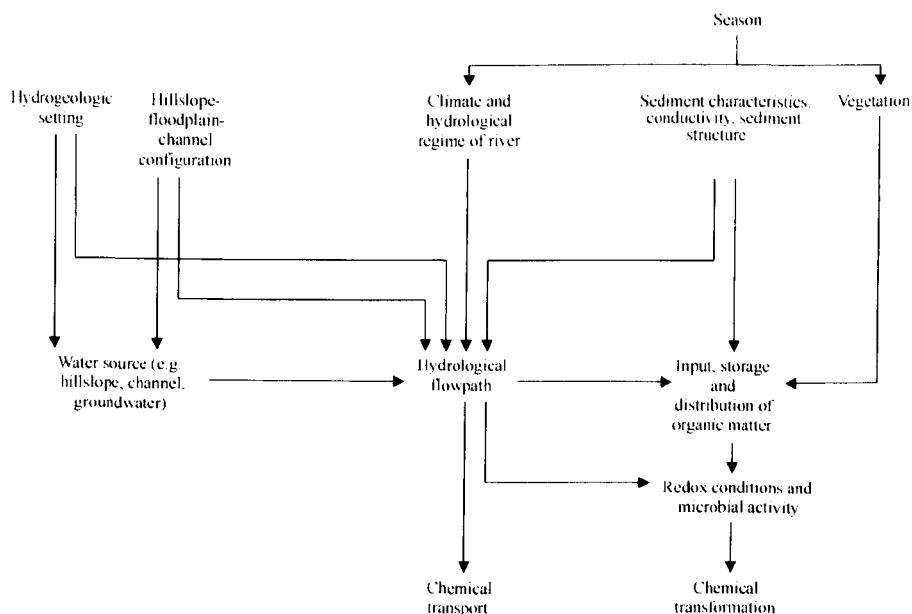 Season
Hydrogeologic
setting
Hillslope-
floodplain-
channel
configuration
Climate and
hydrological
regime of river
Sediment characteristics,
conductivity, sediment
structure
Vegetation
Water source (e.g.
hillslope, channel,
groundwater)
Hydrological
flowpath
Input, storage
and
distribution of
organic matter
Redox conditions and
microbial activity
Chemical
transport
Chemical
transformation